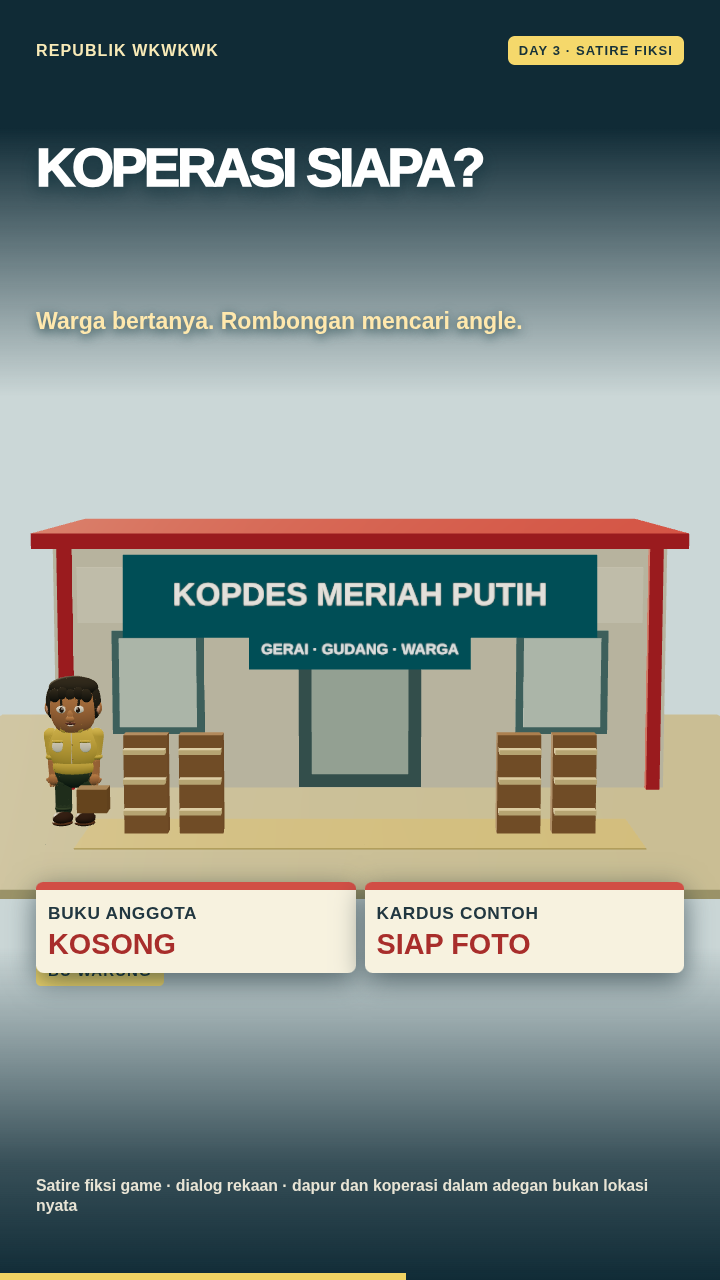 REPUBLIK WKWKWK
DAY 3 · SATIRE FIKSI
KOPERASI SIAPA?
Warga bertanya. Rombongan mencari angle.
KOPDES MERIAH PUTIH
GERAI · GUDANG · WARGA
BUKU ANGGOTA
KOSONG
KARDUS CONTOH
SIAP FOTO
Satire fiksi game · dialog rekaan · dapur dan koperasi dalam adegan bukan lokasi
nyata